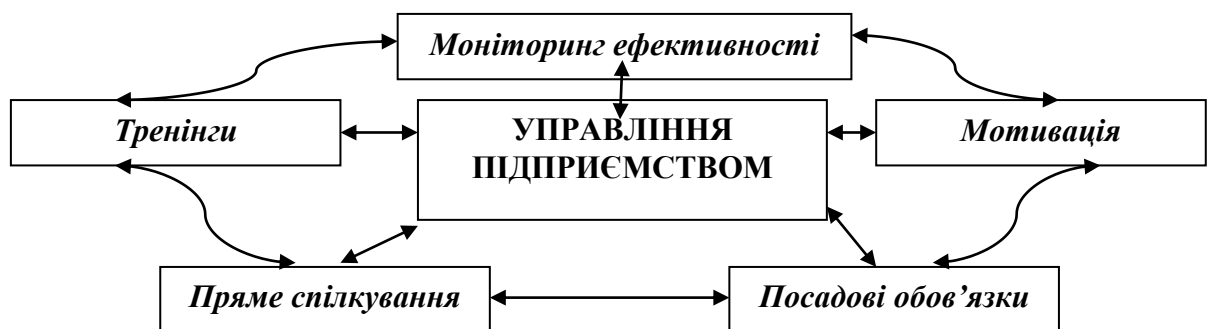 Моніторинг ефективності
Тренінги
УПРАВЛІННЯ
ПІДПРИЄМСТВОМ
Мотивація
Пряме спілкування
Посадові обов’язки